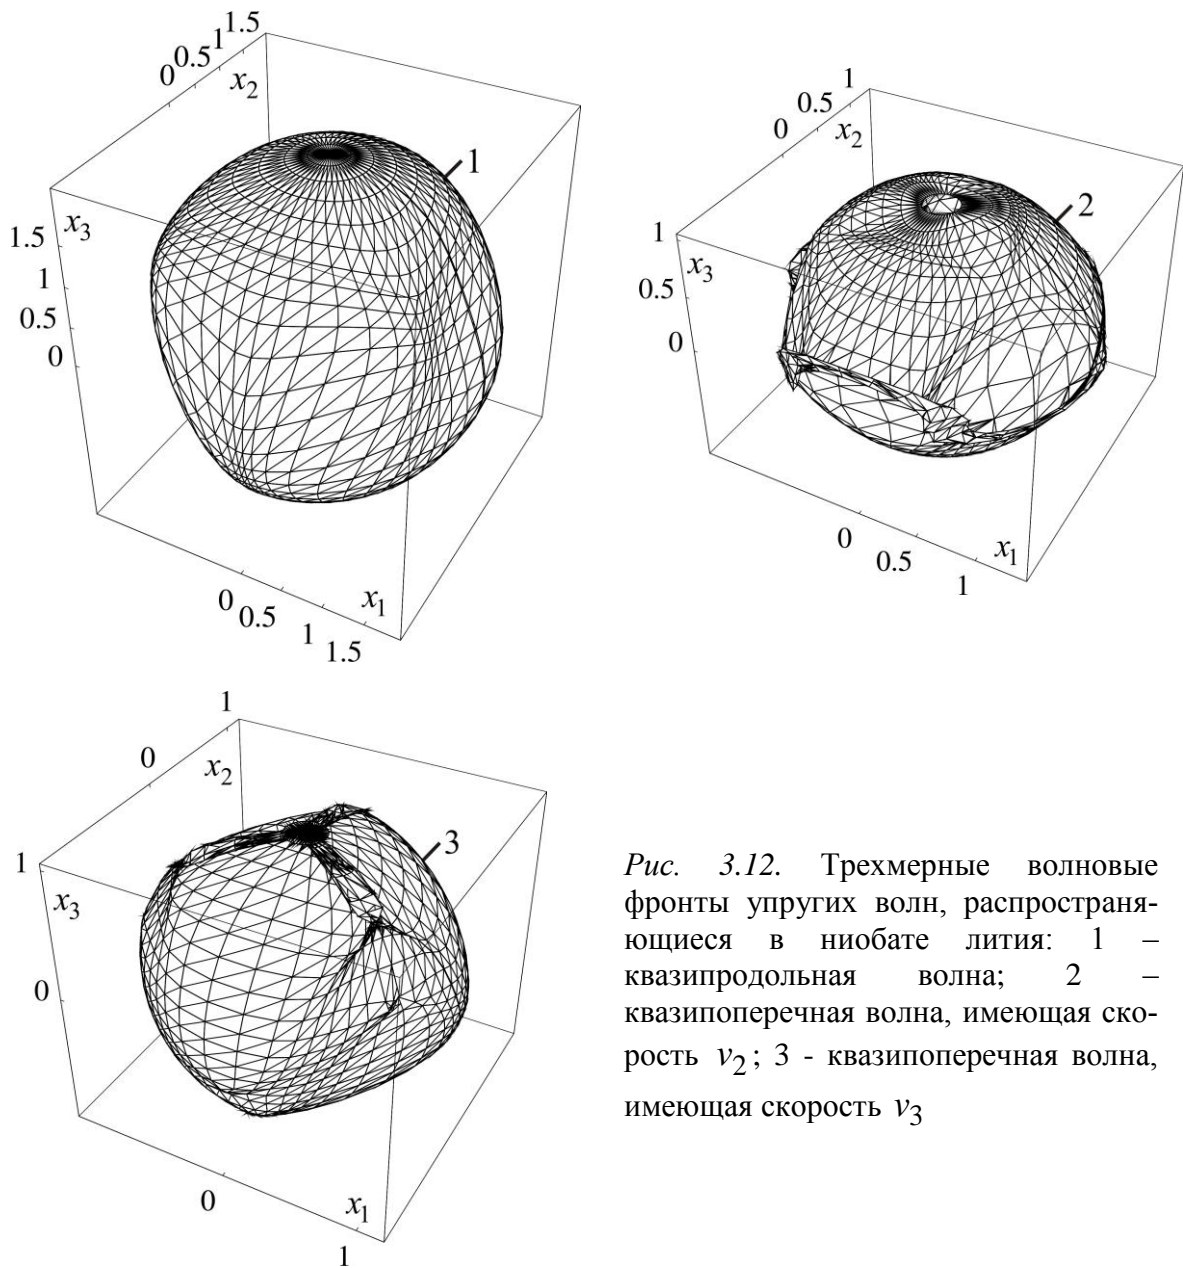 0 0.5 1 1.5
x2
1
x3
1.5
1
0.5
0
0 0.5 1 1.5
x1
0 0.5 1
x2
2
1
x3
0.5
0
0 0.5 1
x1
0 1
x2
3
1
x3
0
0
x1
1
Рис. 3.12. Трехмерные волновые
фронты упругих волн, распространя-
ющиеся в ниобате лития: 1 –
квазипродольная волна; 2 –
квазипоперечная волна, имеющая ско-
рость v2; 3 - квазипоперечная волна,
имеющая скорость v3